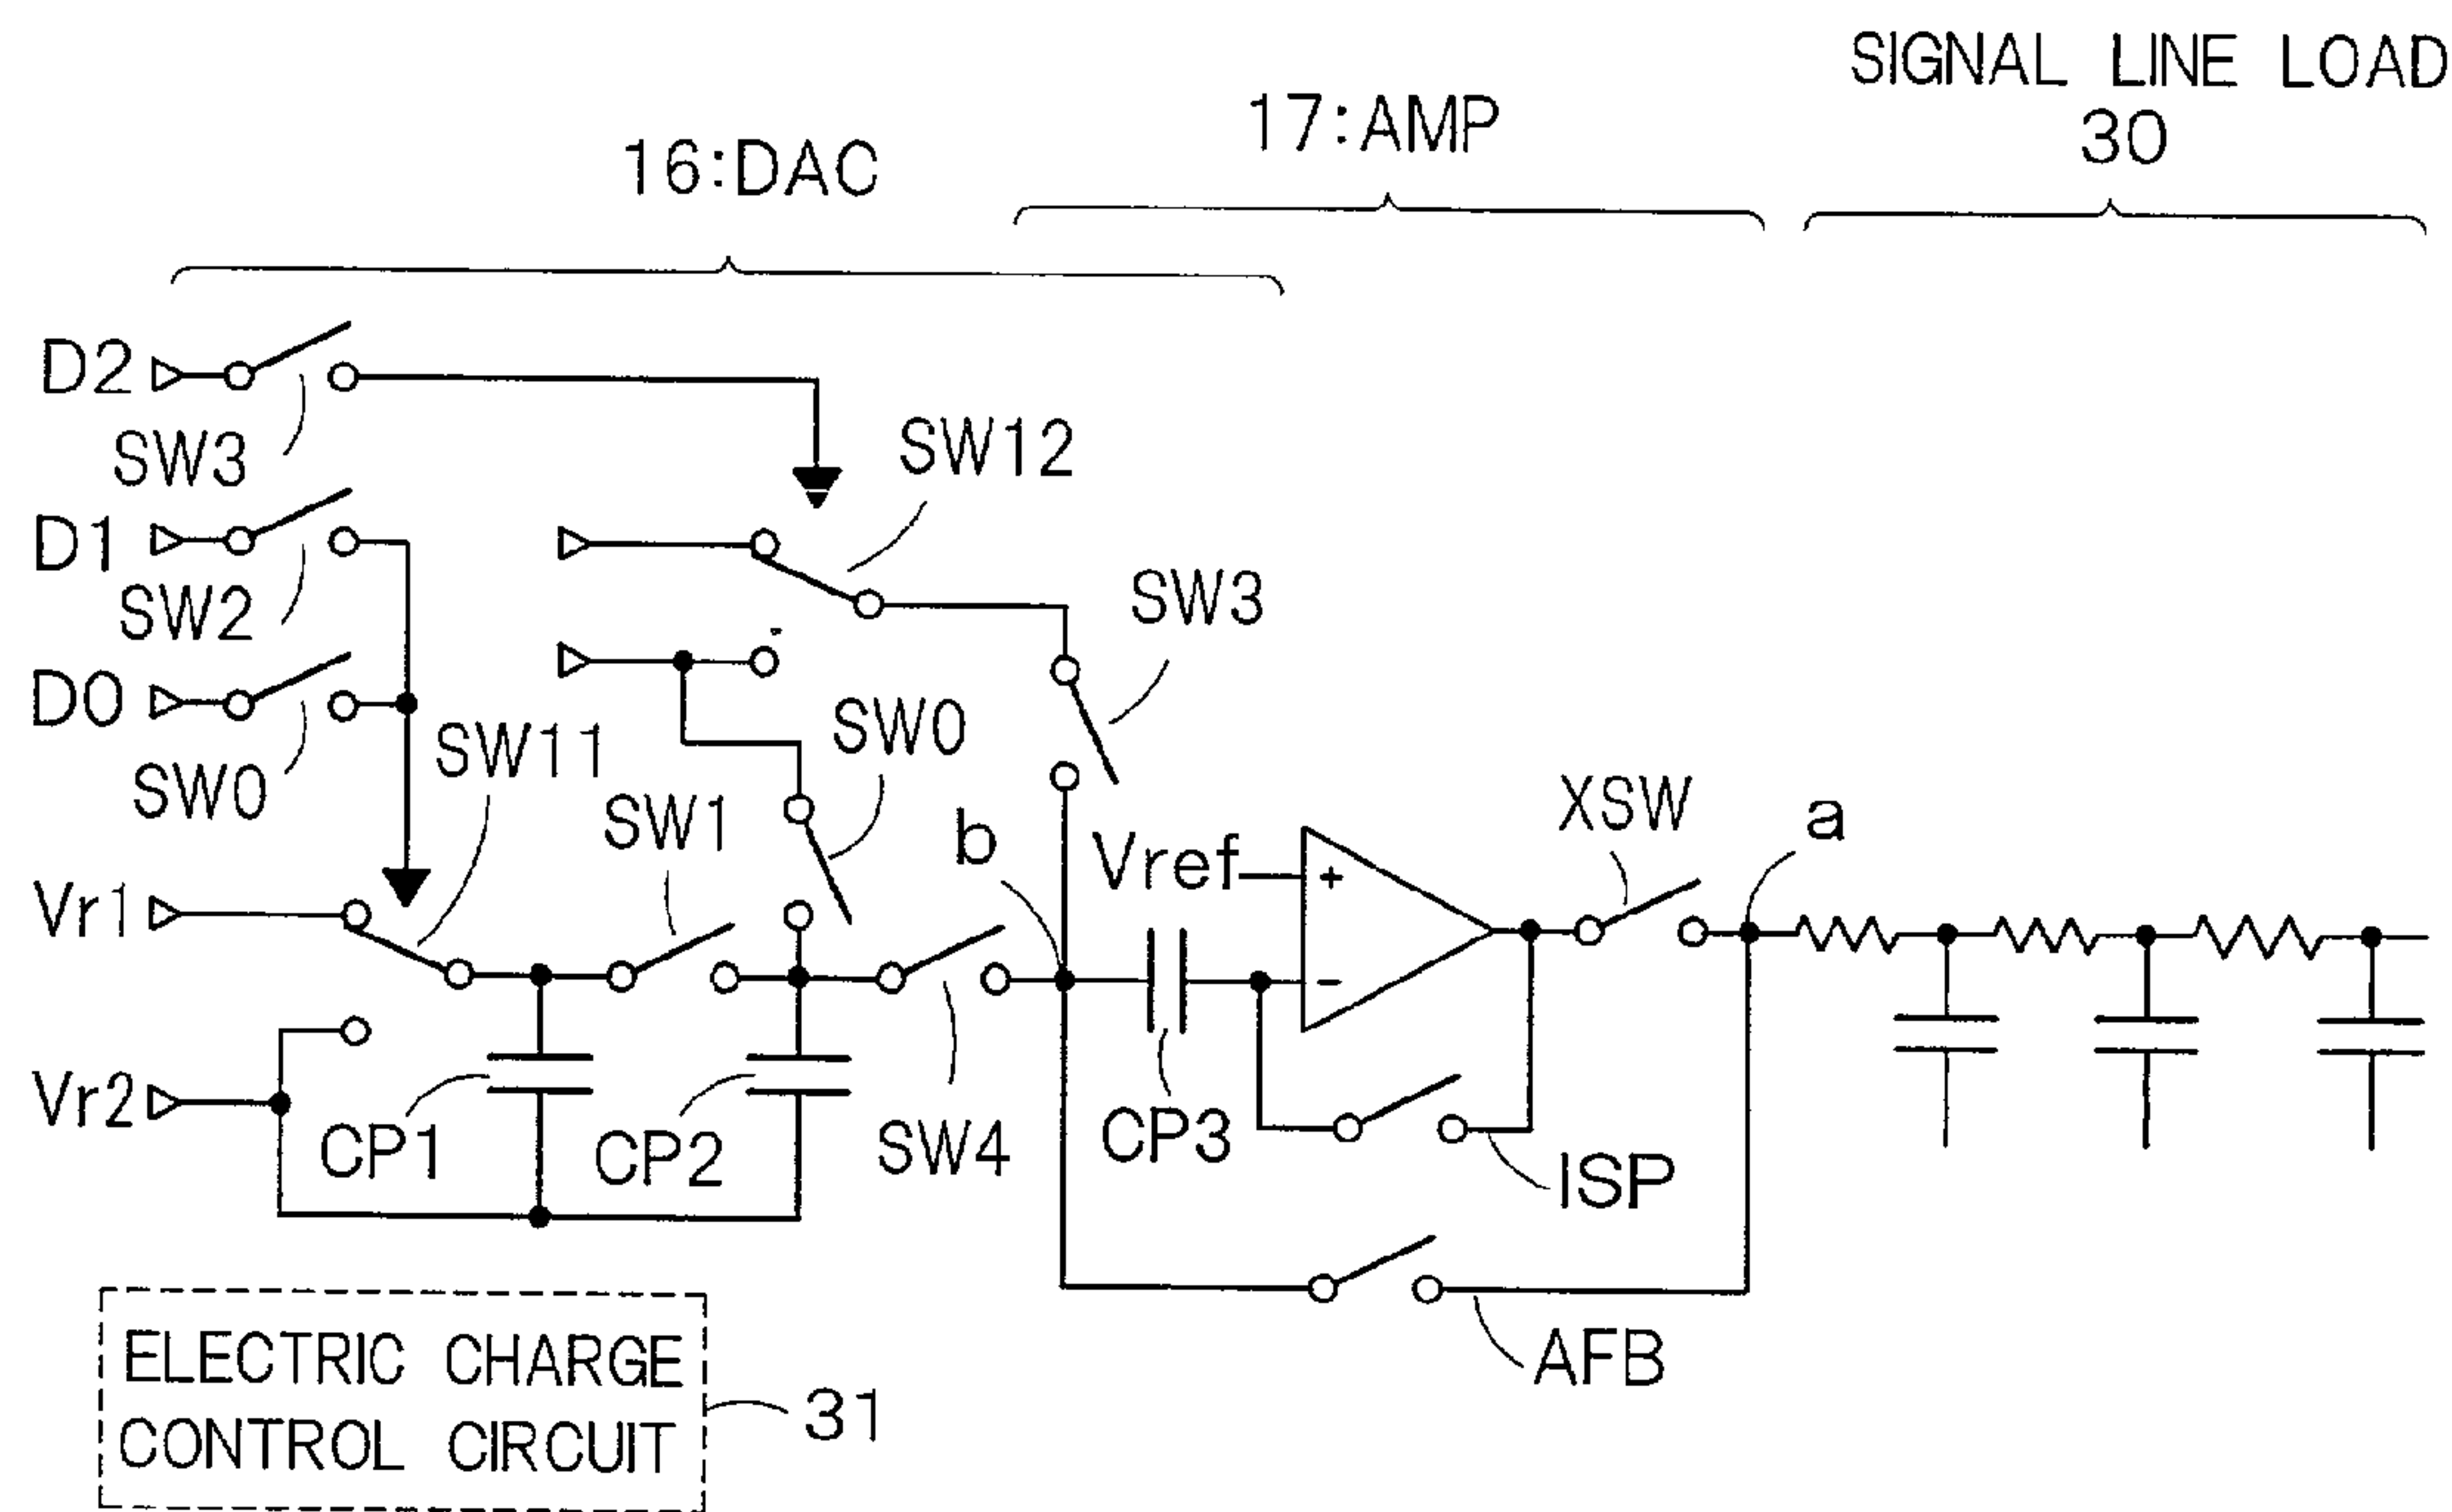 SIGNAL LINE LOAD
30
17:AMP
16:DAC
D2
SW3
SW12
D1
SW2
SW3
D0
SW0
SW11
SW0
SW1
b
Vref
+
-
XSW
a
Vr1
Vr2
CP1
CP2
SW4
CP3
ISP
AFB
ELECTRIC CHARGE
CONTROL CIRCUIT
31